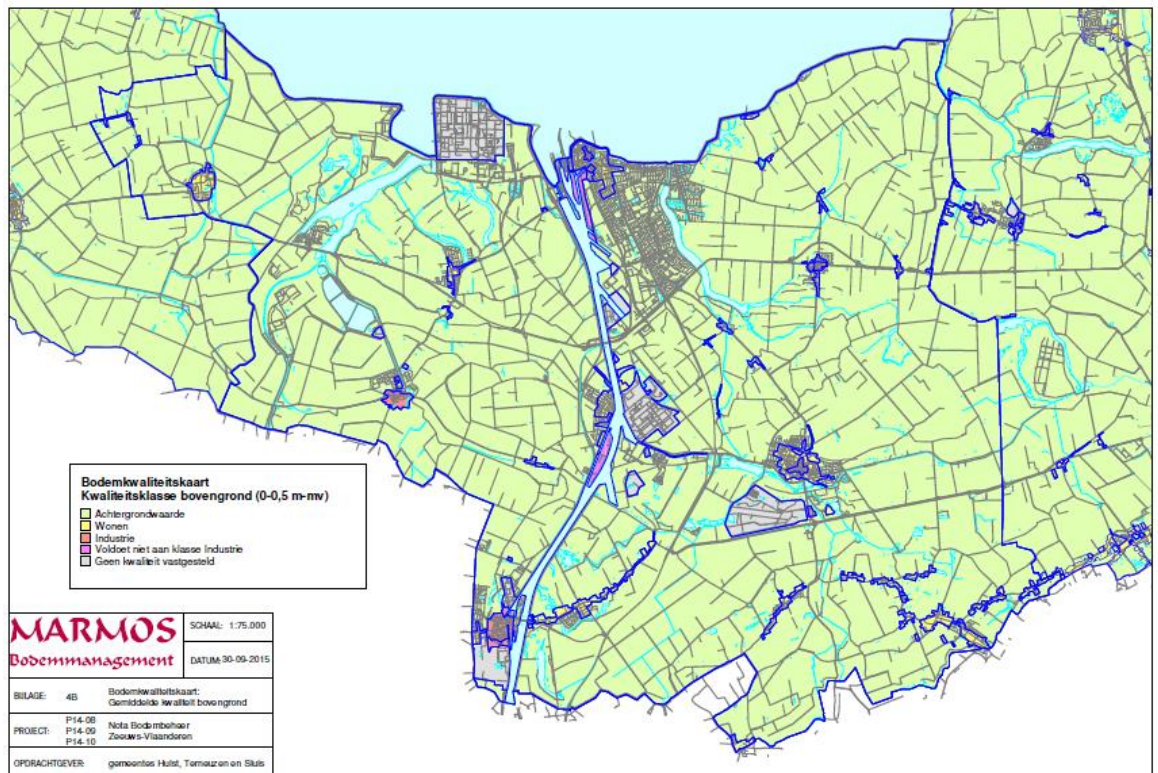 Bodemkwaliteitskaart
Kwaliteitsklasse bovengrond (0-0,5 m-mv)
Achtergrondwaarde
Wonen
Industrie
Voldoet niet aan klasse Industrie
Geen kwaliteit vastgesteld
MARMOS
Bodemmanagement
SCHAAL: 1:75.000
DATUM: 30-09-2015
BIJLAGE: 4B Bodemkwaliteitskaart:
Gemiddelde kwaliteit bovengrond
PROJECT: P14-08
P14-09
P14-10
Nota Bodembeheer
Zeeuws-Vlaanderen
OPDRACHTGEVER: gemeentes Hulst, Terneuzen en Sluis